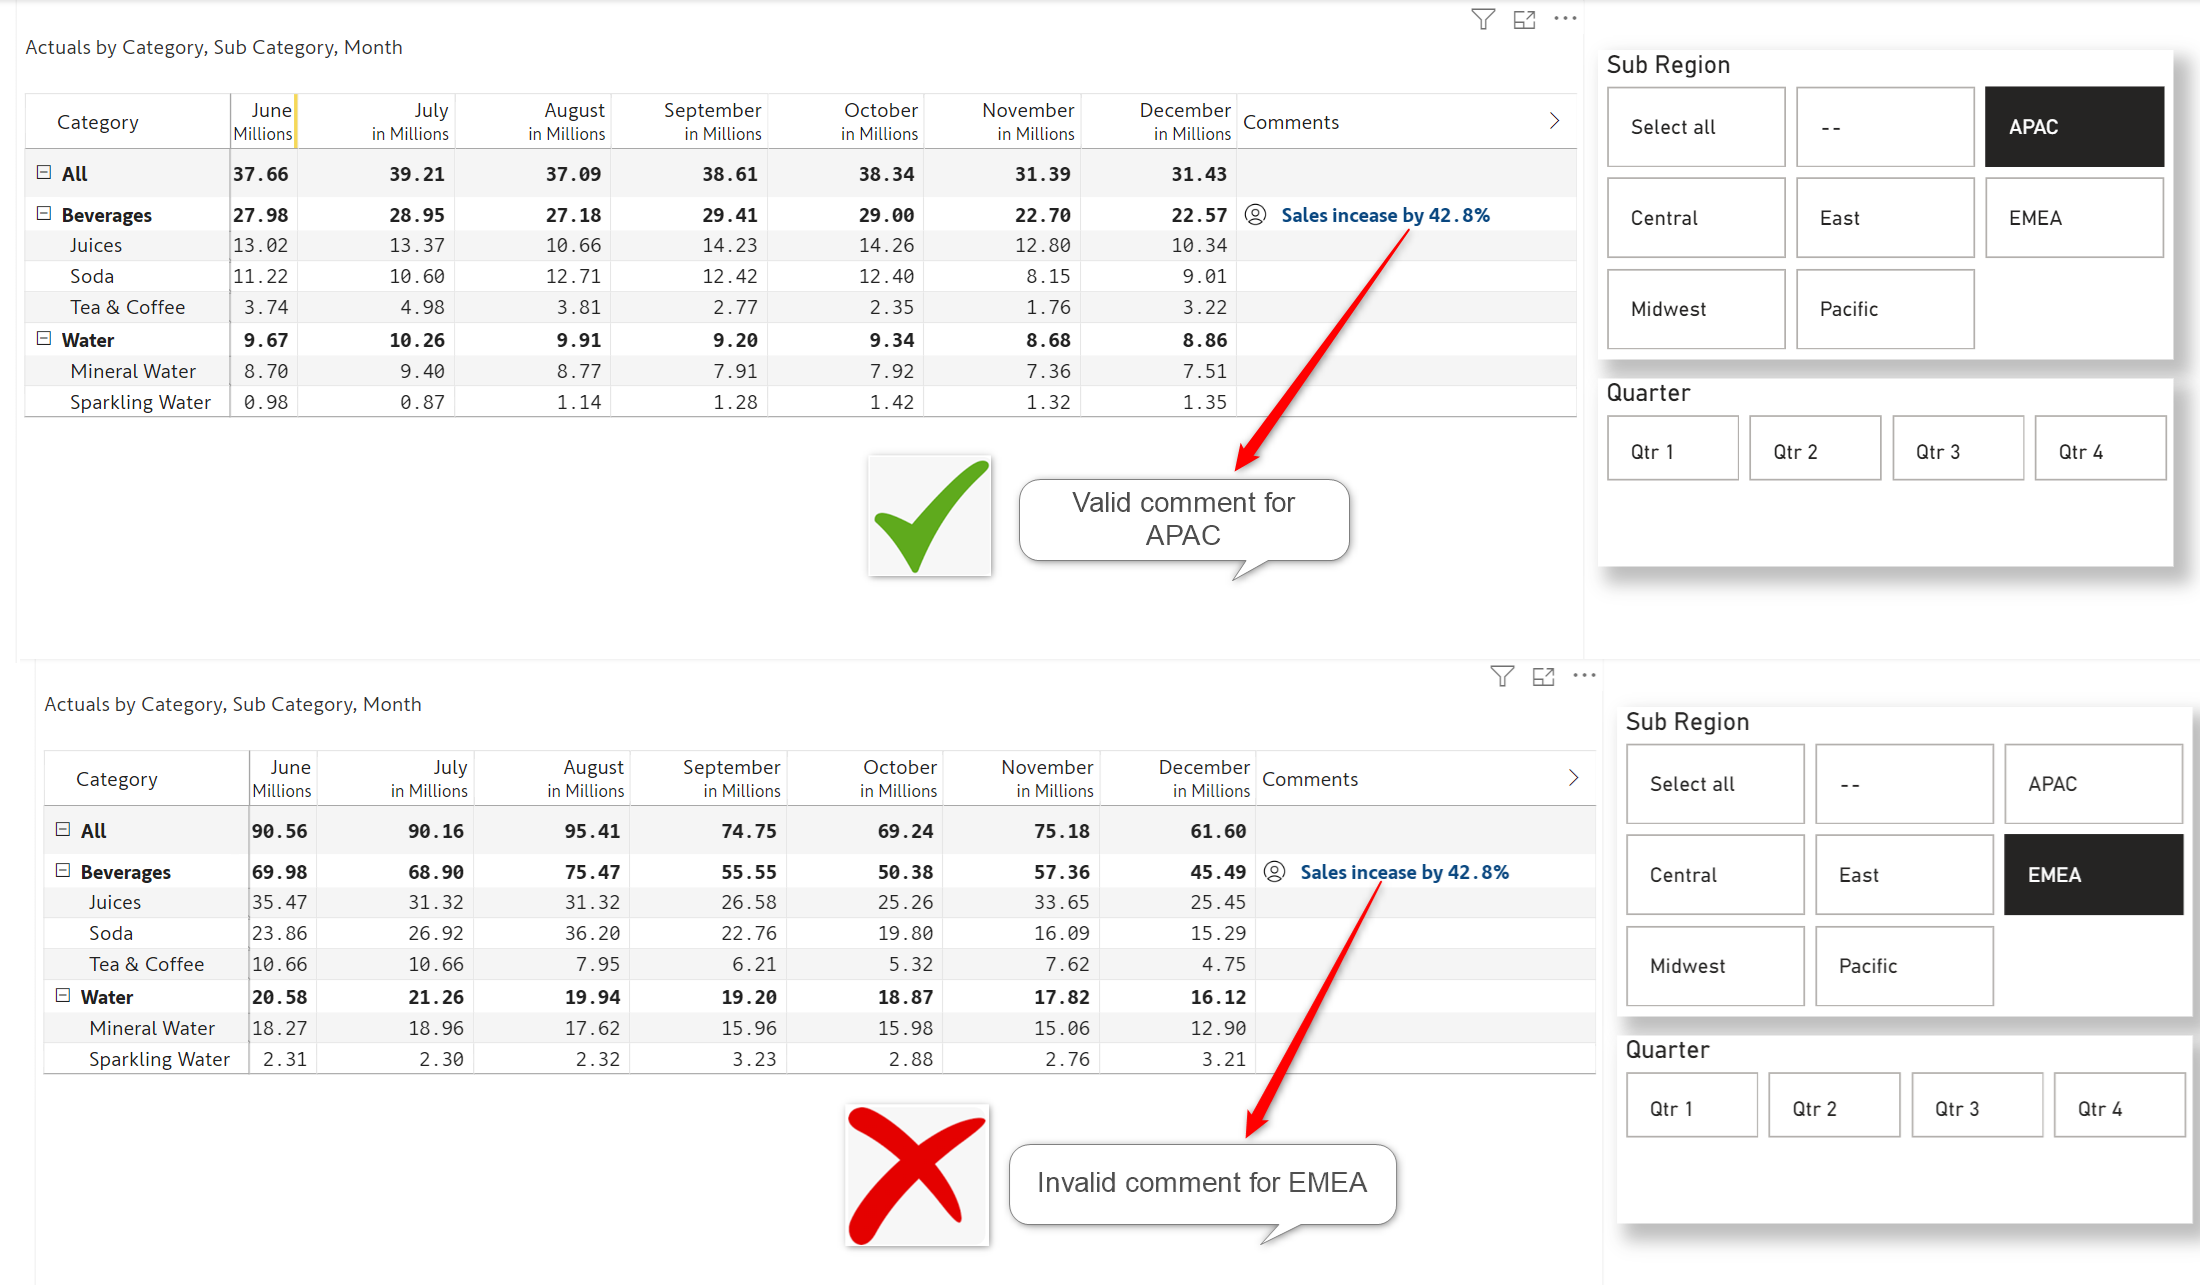 Actuals by Category, Sub Category, Month
Category June Millions July in Millions August in Millions September in Millions October in Millions November in Millions December in Millions Comments
All 37.66 39.21 37.09 38.61 38.34 31.39 31.43
Beverages 27.98 28.95 27.18 29.41 29.00 22.70 22.57 Sales incease by 42.8%
Juices 13.02 13.37 10.66 14.23 14.26 12.80 10.34
Soda 11.22 10.60 12.71 12.42 12.40 8.15 9.01
Tea & Coffee 3.74 4.98 3.81 2.77 2.35 1.76 3.22
Water 9.67 10.26 9.91 9.20 9.34 8.68 8.86
Mineral Water 8.70 9.40 8.77 7.91 7.92 7.36 7.51
Sparkling Water 0.98 0.87 1.14 1.28 1.42 1.32 1.35
Valid comment for
APAC
Sub Region
Select all -- APAC
Central East EMEA
Midwest Pacific
Quarter
Qtr 1 Qtr 2 Qtr 3 Qtr 4
Actuals by Category, Sub Category, Month
Category June Millions July in Millions August in Millions September in Millions October in Millions November in Millions December in Millions Comments
All 90.56 90.16 95.41 74.75 69.24 75.18 61.60
Beverages 69.98 68.90 75.47 55.55 50.38 57.36 45.49 Sales incease by 42.8%
Juices 35.47 31.32 31.32 26.58 25.26 33.65 25.45
Soda 23.86 26.92 36.20 22.76 19.80 16.09 15.29
Tea & Coffee 10.66 10.66 7.95 6.21 5.32 7.62 4.75
Water 20.58 21.26 19.94 19.20 18.87 17.82 16.12
Mineral Water 18.27 18.96 17.62 15.96 15.98 15.06 12.90
Sparkling Water 2.31 2.30 2.32 3.23 2.88 2.76 3.21
Invalid comment for EMEA
Sub Region
Select all -- APAC
Central East EMEA
Midwest Pacific
Quarter
Qtr 1 Qtr 2 Qtr 3 Qtr 4